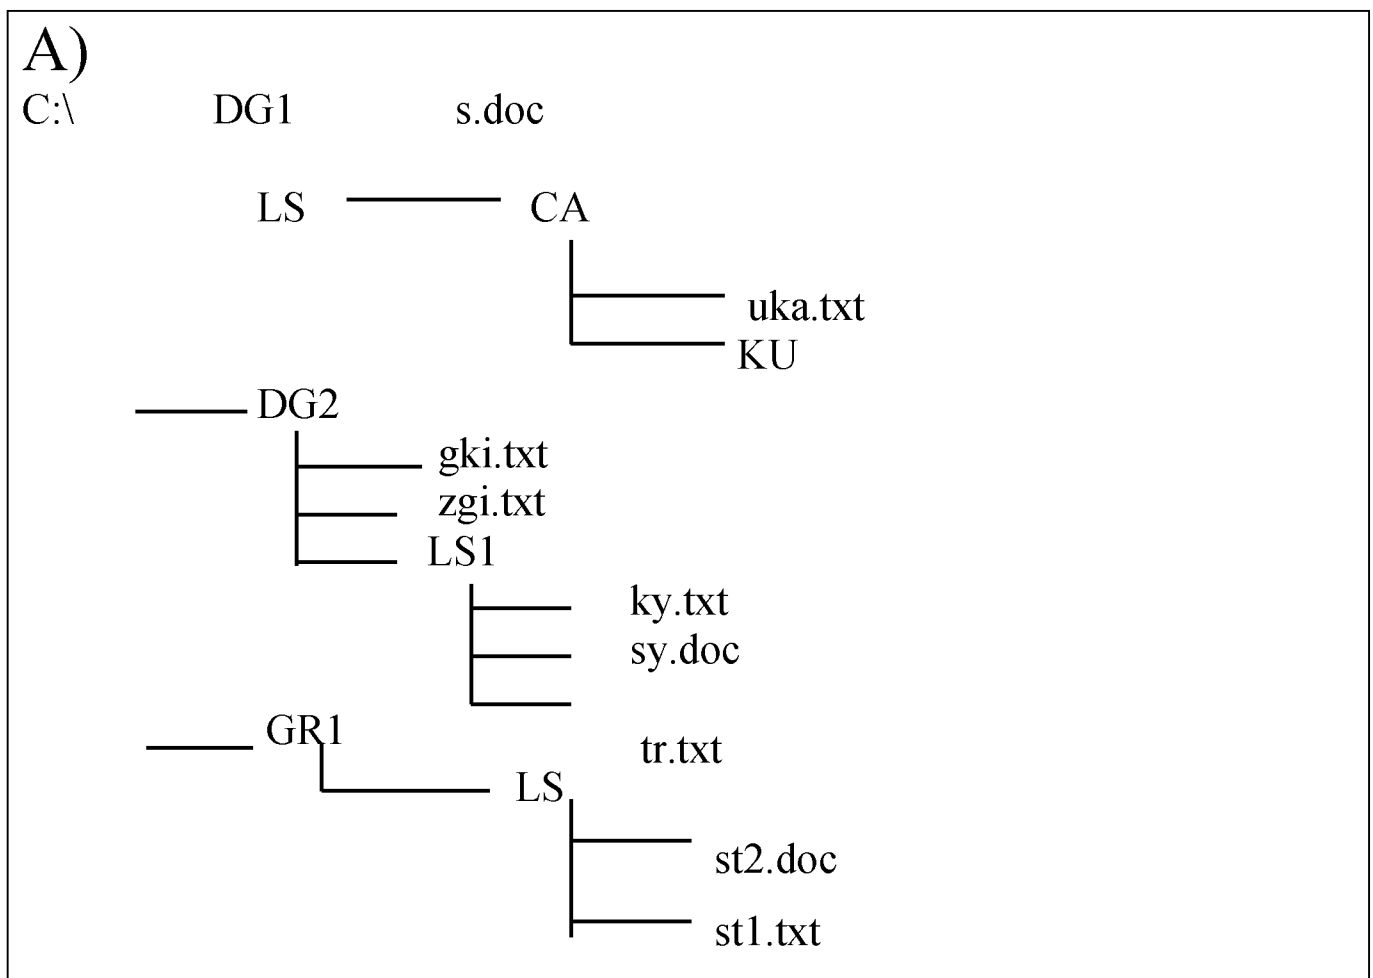 A)
C:\ DG1 s.doc
LS CA
uka.txt
KU
DG2
gki.txt
zgi.txt
LS1
ky.txt
sy.doc
GR1
tr.txt
LS
st2.doc
st1.txt